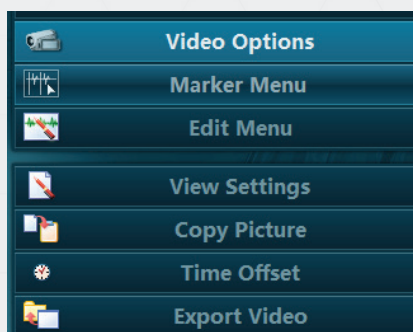 Video Options
Marker Menu
Edit Menu
View Settings
Copy Picture
Time Offset
Export Video